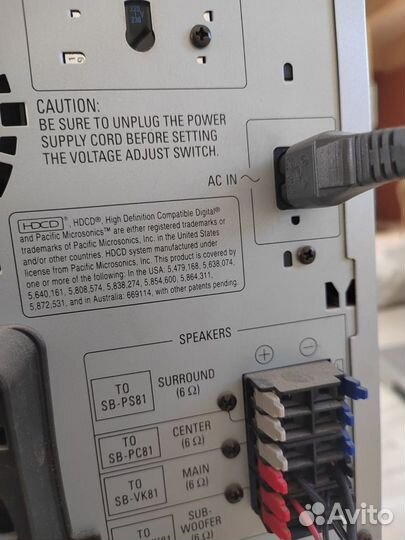 220
230
CAUTION:
BE SURE TO UNPLUG THE POWER
SUPPLY CORD BEFORE SETTING
THE VOLTAGE ADJUST SWITCH.
AC IN ~
HDCD®, HDCD®, High Definition Compatible Digital®
and Pacific Microsonics™ are either registered trademarks or
trademarks of Pacific Microsonics, Inc. in the United States
and/or other countries. HDCD system manufactured under
license from Pacific Microsonics, Inc. This product is covered by
one or more of the following: In the USA: 5,479,168, 5,638,074,
5,640,161, 5,808,574, 5,838,274, 5,854,600, 5,864,311,
5,872,531, and in Australia: 669114, with other patents pending.
SPEAKERS
+ −
TO
SB-PS81
SURROUND
(6 Ω)
TO
SB-PC81
CENTER
(6 Ω)
TO
SB-VK81
MAIN
(6 Ω)
TO
SUB-
WOOFER
(6 Ω)
Avito